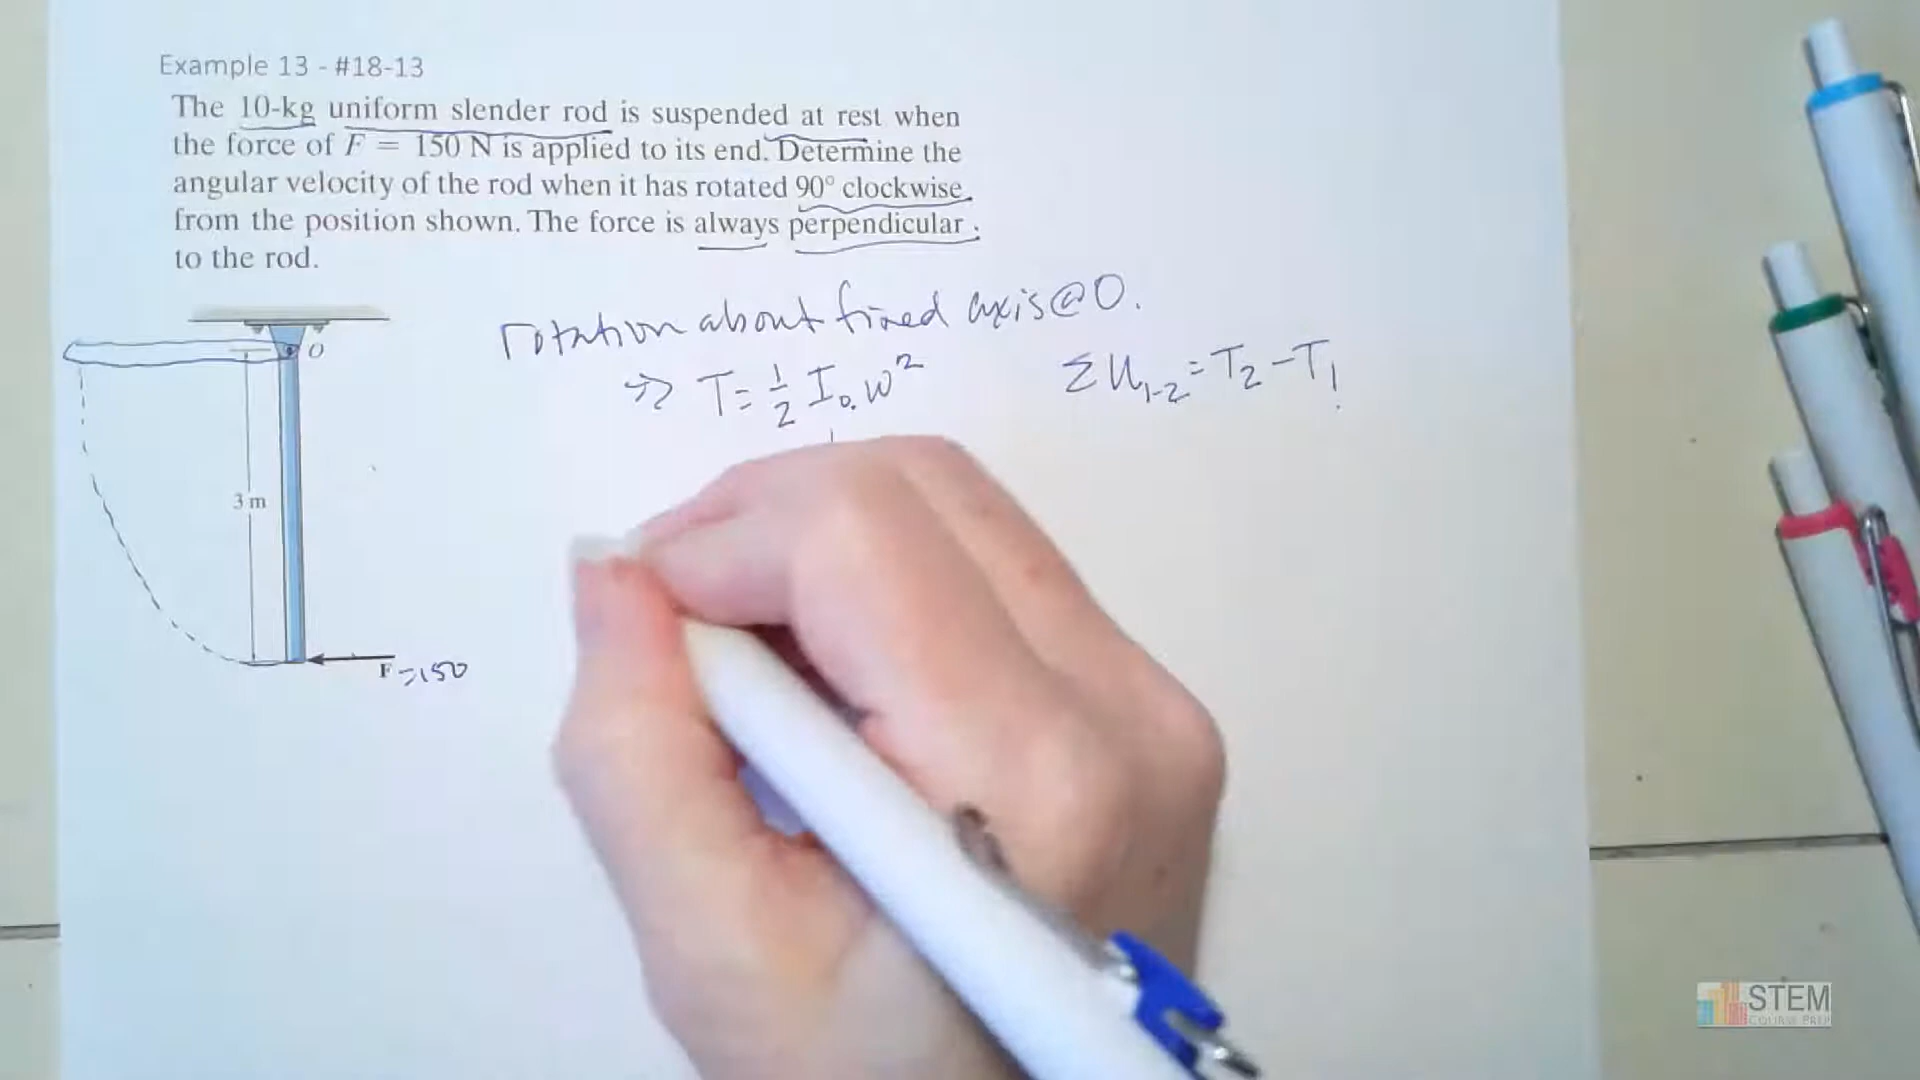 Example 13 - #18-13
The 10-kg uniform slender rod is suspended at rest when
the force of F = 150 N is applied to its end. Determine the
angular velocity of the rod when it has rotated 90° clockwise
from the position shown. The force is always perpendicular
to the rod.
rotation about fixed axis @ O.
⇒ T = 1/2 I₀ ω²
ΣU₁₋₂ = T₂ - T₁
O
3 m
F = 150
STEM
COURSE PREP